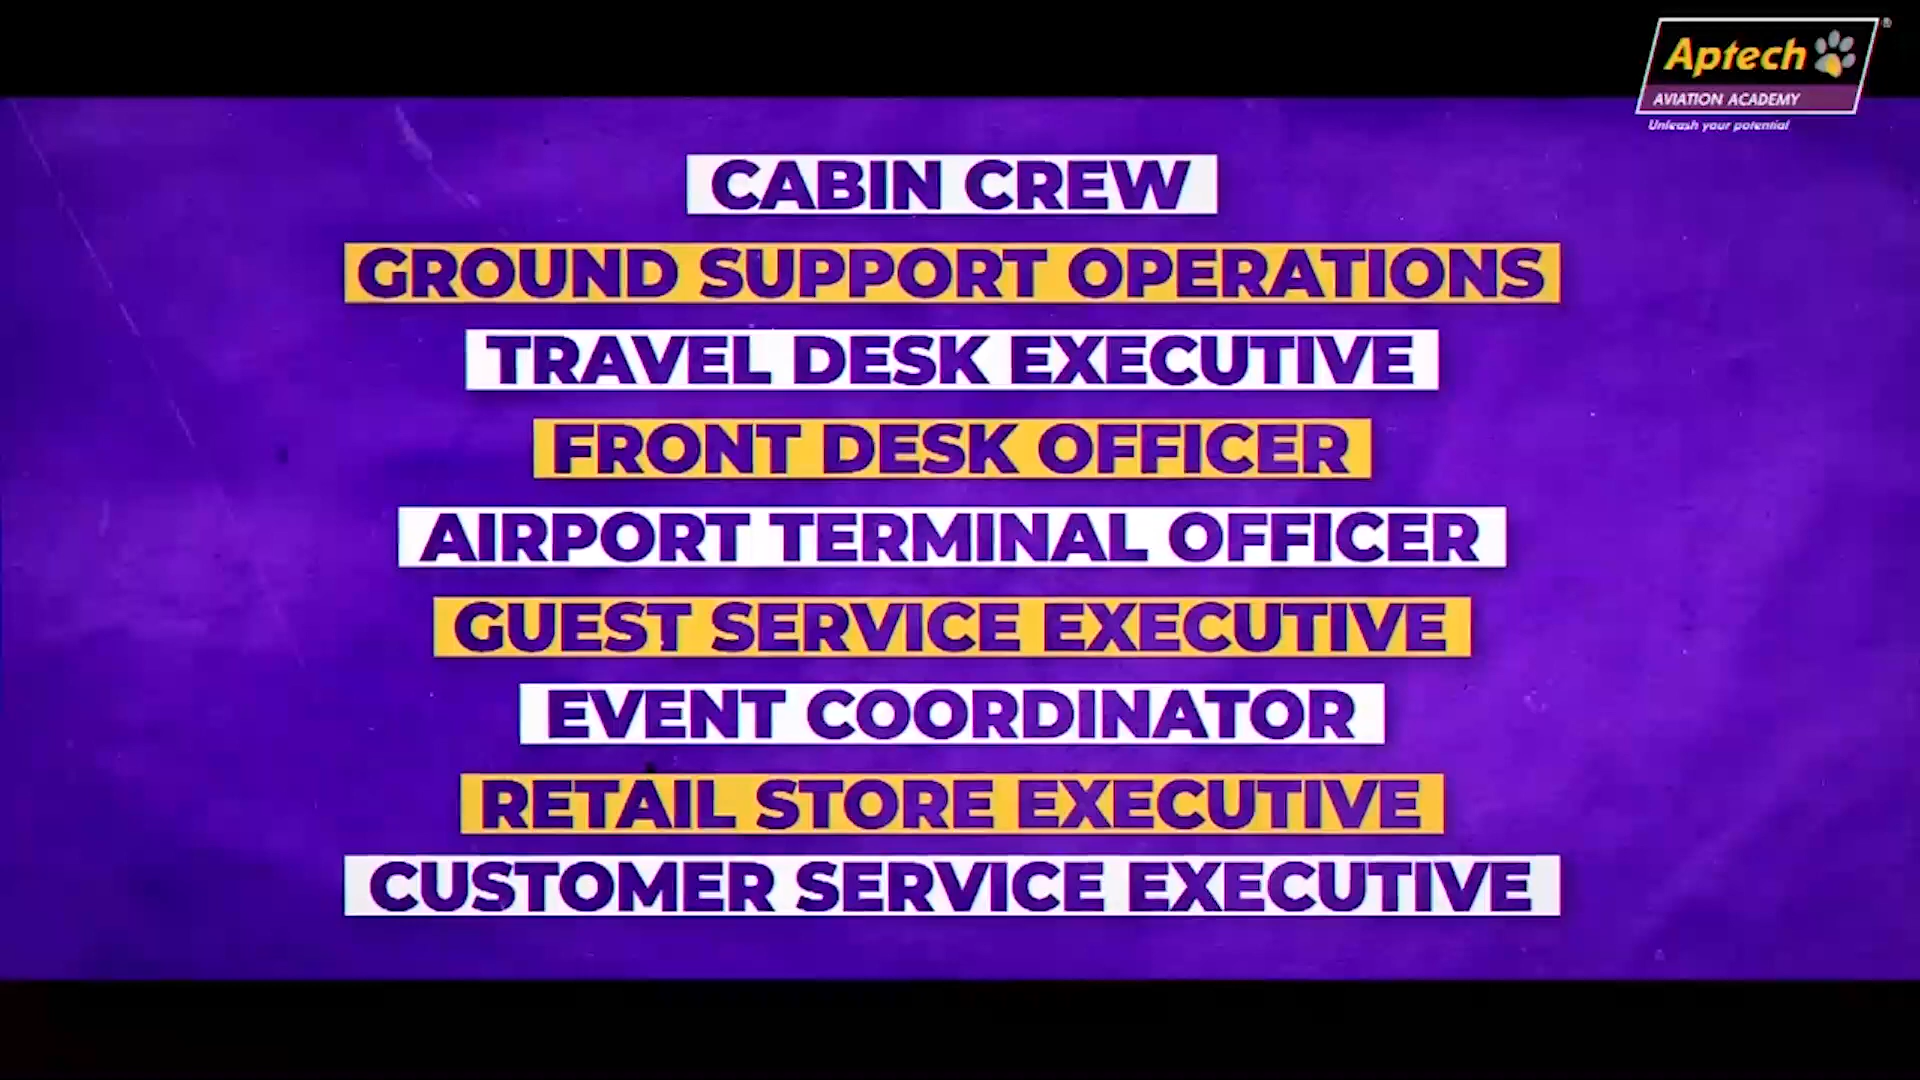 Aptech
AVIATION ACADEMY
Unleash your potential
CABIN CREW
GROUND SUPPORT OPERATIONS
TRAVEL DESK EXECUTIVE
FRONT DESK OFFICER
AIRPORT TERMINAL OFFICER
GUEST SERVICE EXECUTIVE
EVENT COORDINATOR
RETAIL STORE EXECUTIVE
CUSTOMER SERVICE EXECUTIVE